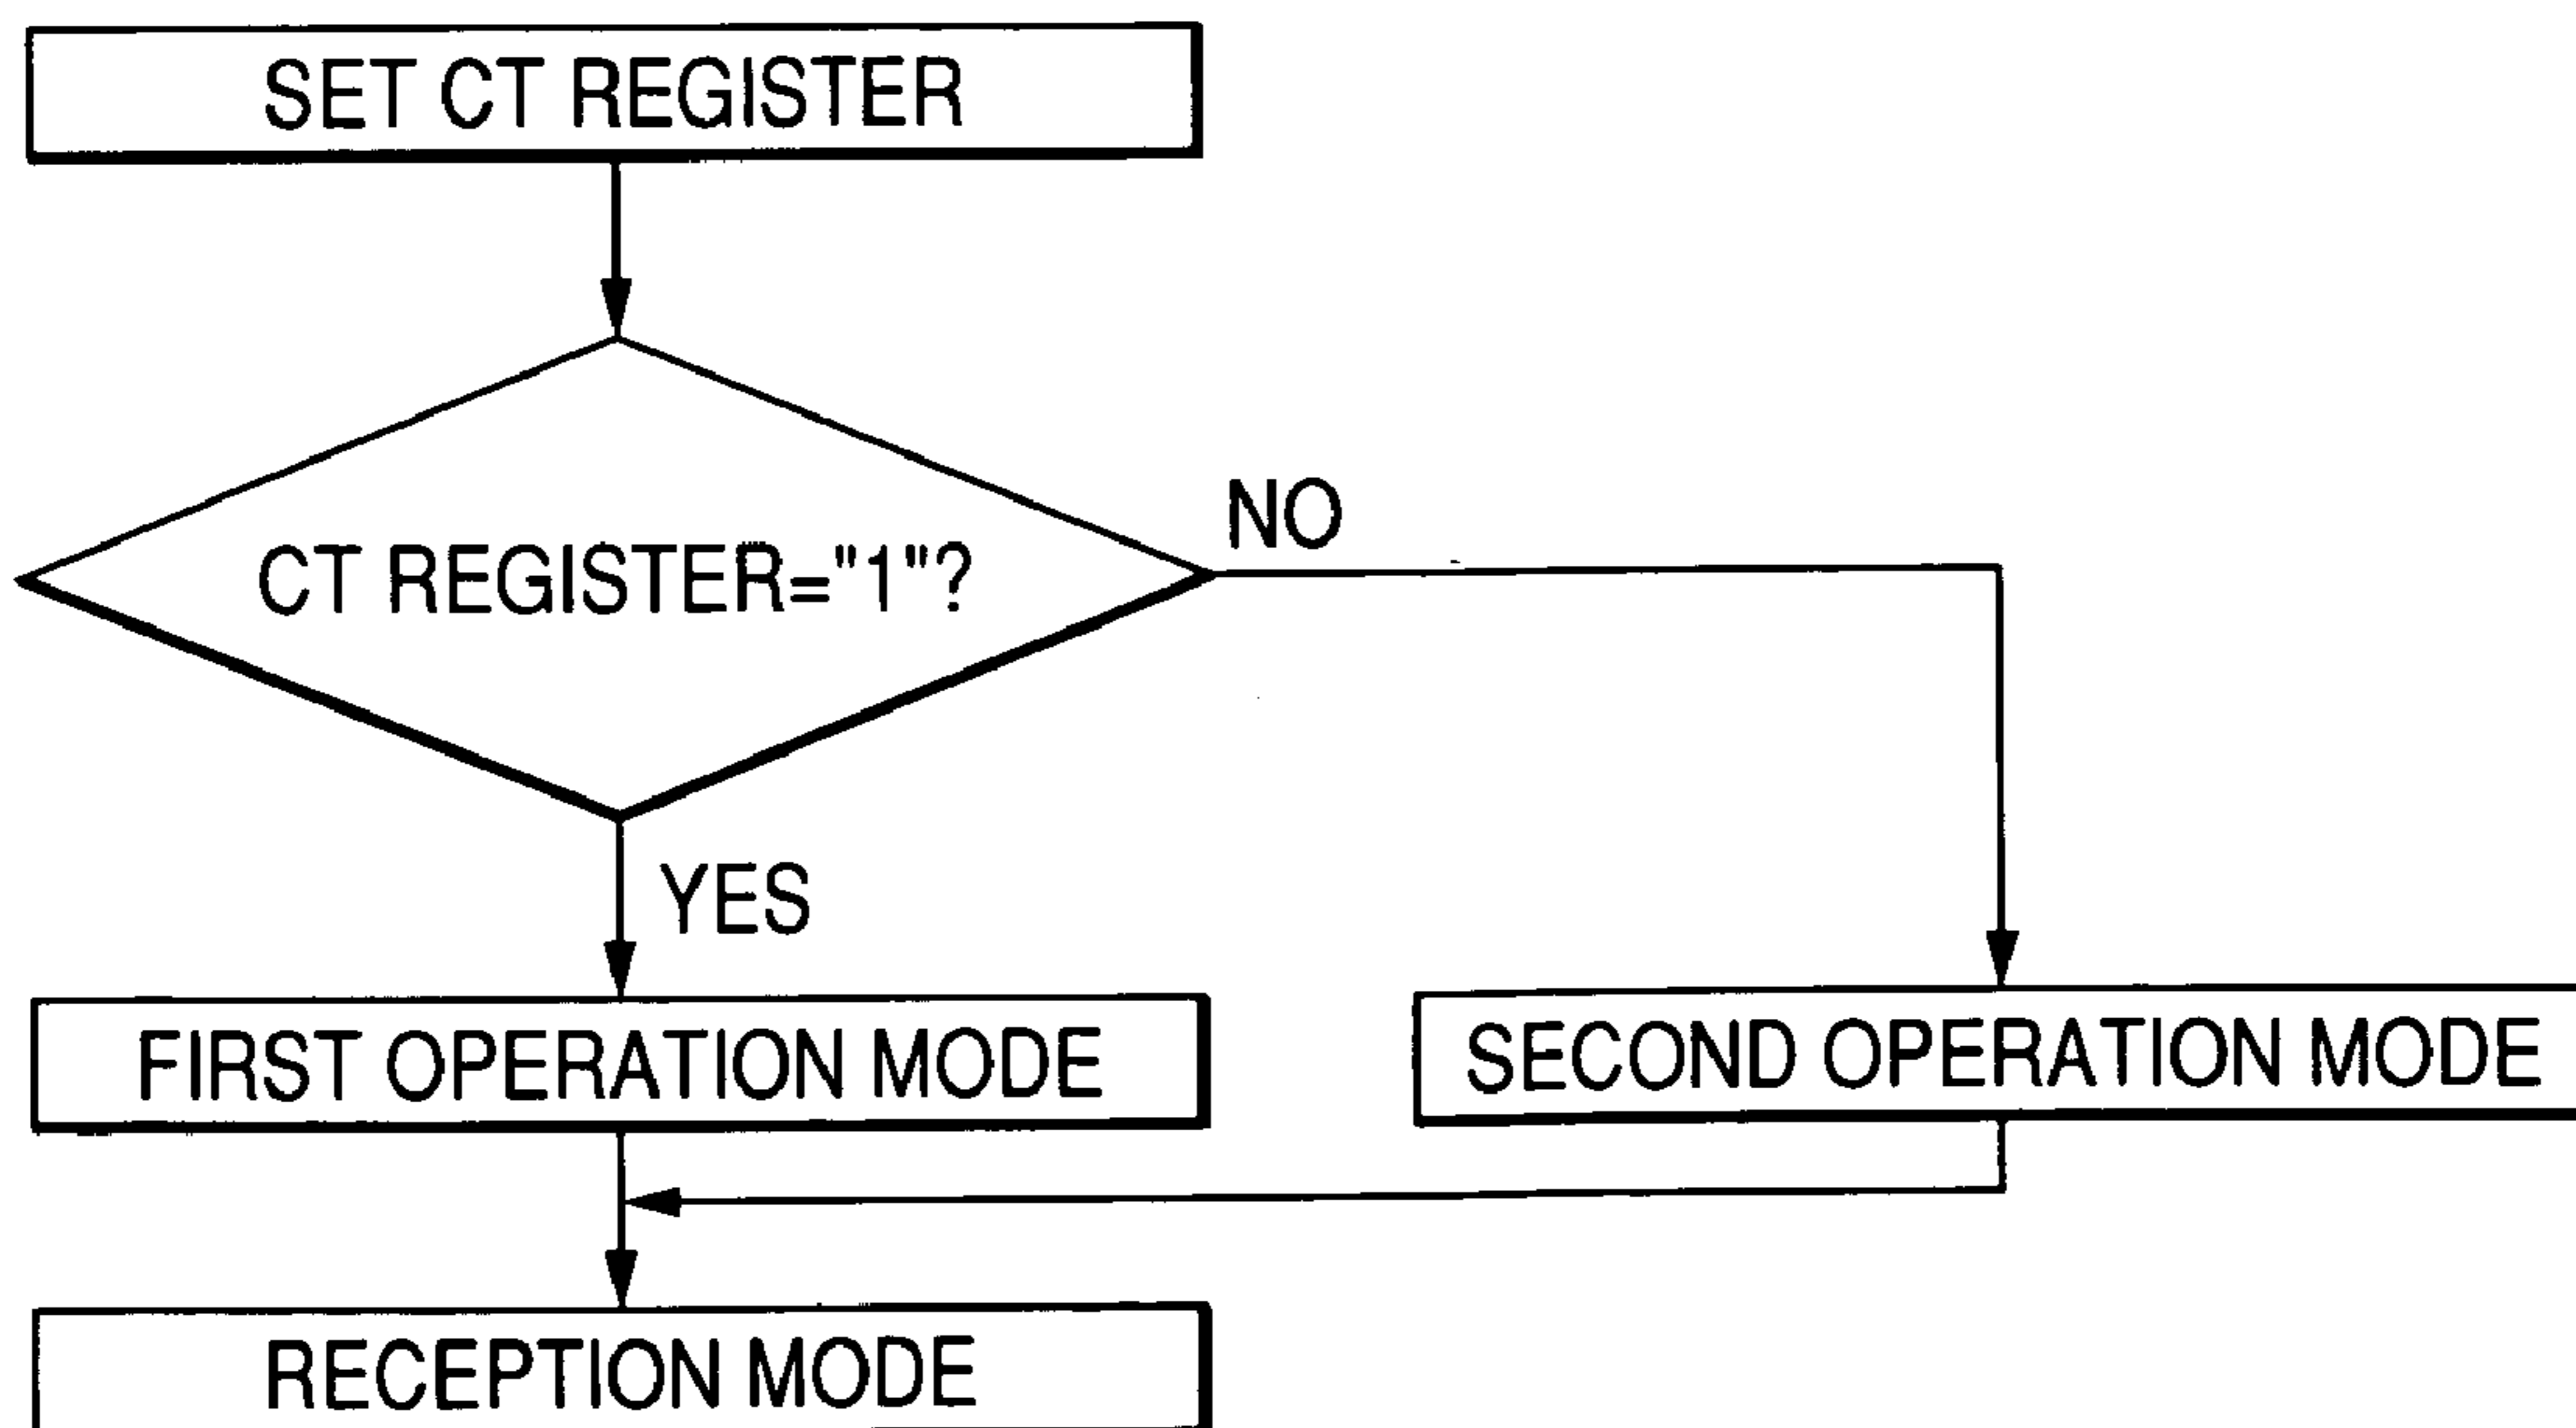 SET CT REGISTER
CT REGISTER="1"?
NO
YES
FIRST OPERATION MODE
SECOND OPERATION MODE
RECEPTION MODE